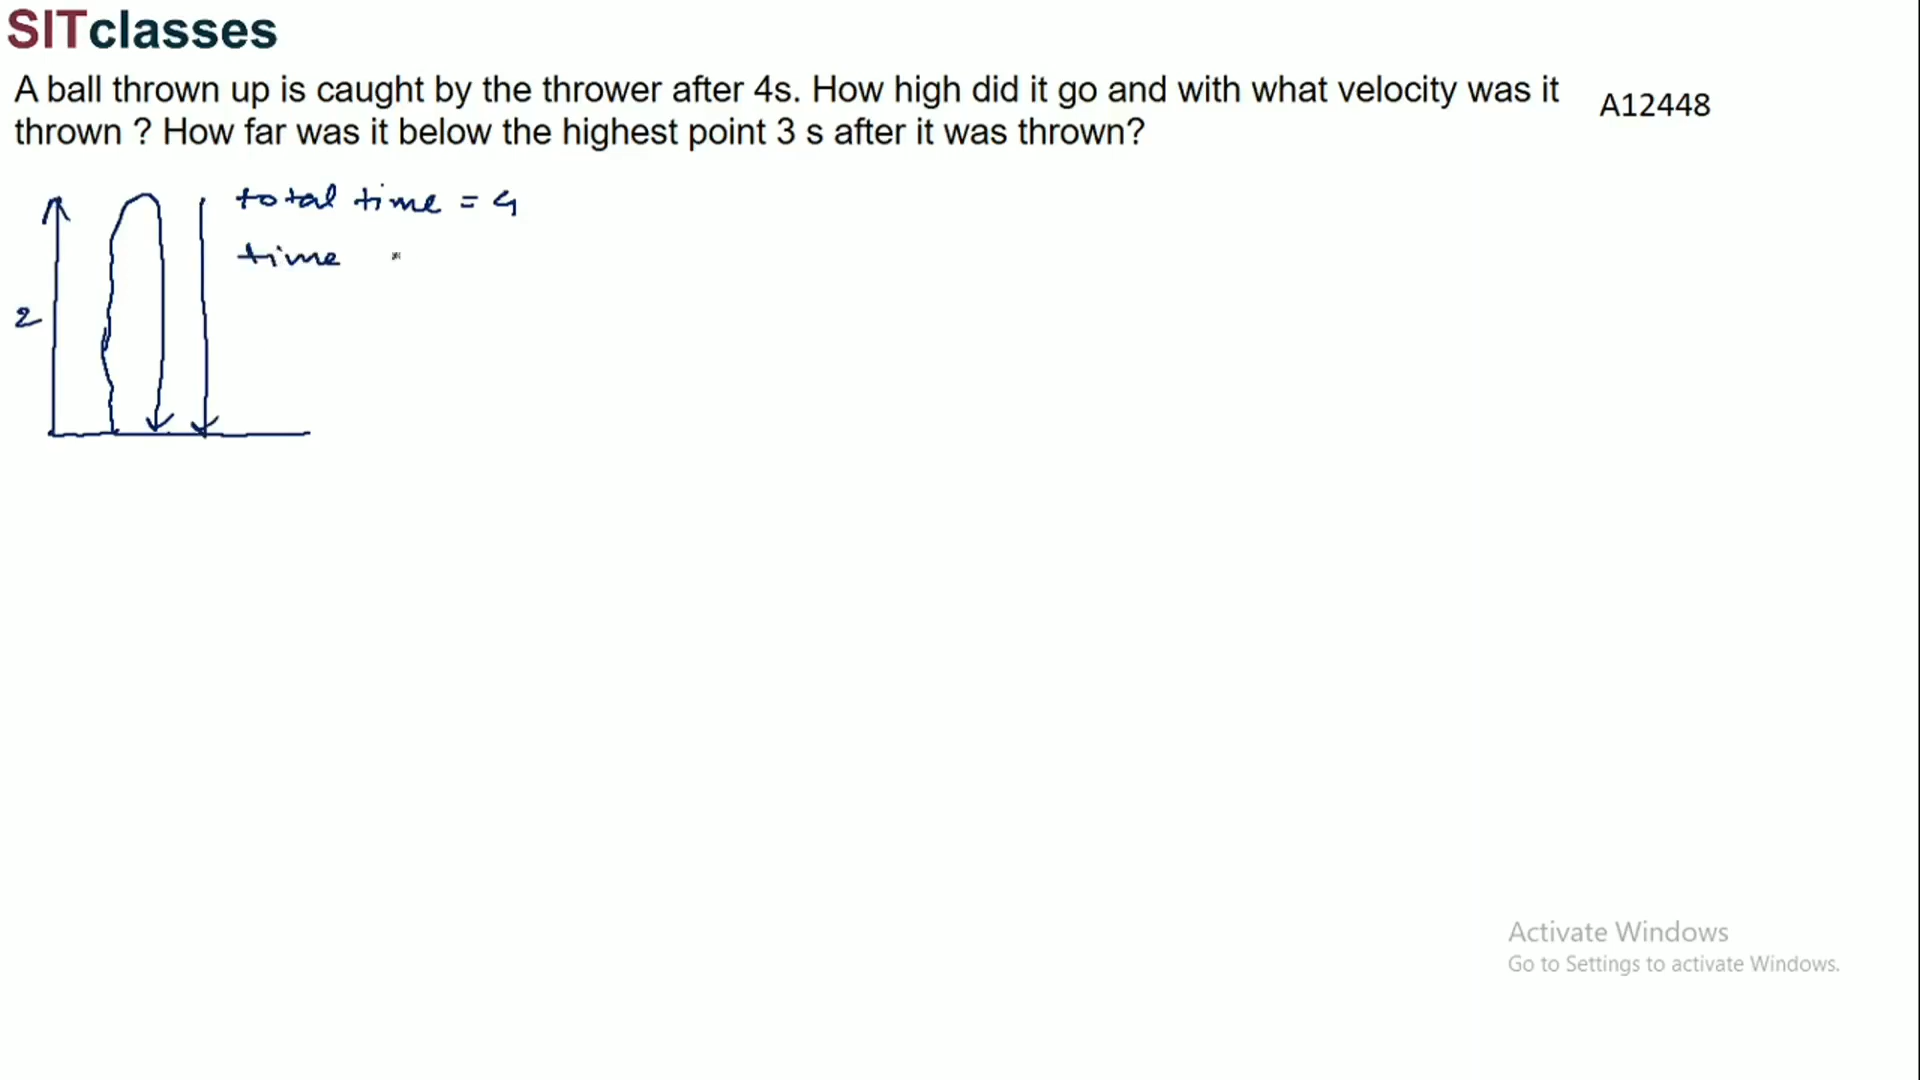 SITclasses
A ball thrown up is caught by the thrower after 4s. How high did it go and with what velocity was it
thrown ? How far was it below the highest point 3 s after it was thrown?
A12448
total time = 4
time
2
Activate Windows
Go to Settings to activate Windows.